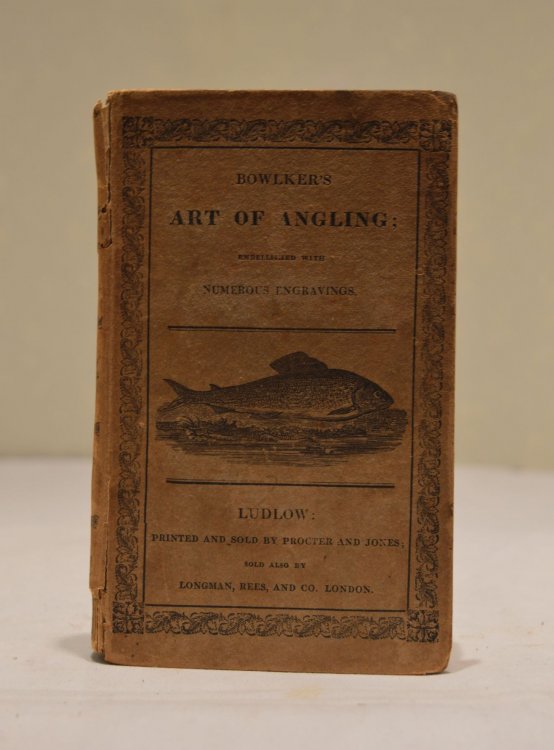 BOWLKER'S
ART OF ANGLING;
EMBELLISHED WITH
NUMEROUS ENGRAVINGS.
LUDLOW:
PRINTED AND SOLD BY PROCTER AND JONES;
SOLD ALSO BY
LONGMAN, REES, AND CO. LONDON.